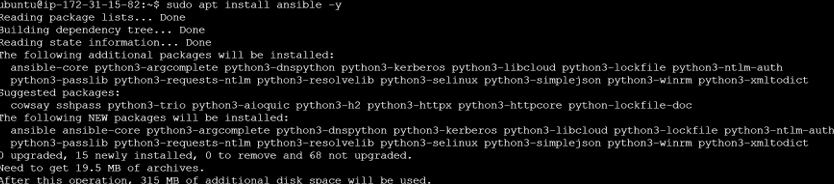 ubuntu@ip-172-31-15-82:~$ sudo apt install ansible -y
Reading package lists... Done
Building dependency tree... Done
Reading state information... Done
The following additional packages will be installed:
  ansible-core python3-argcomplete python3-dnspython python3-kerberos python3-libcloud python3-lockfile python3-ntlm-auth
  python3-passlib python3-requests-ntlm python3-resolvelib python3-selinux python3-simplejson python3-winrm python3-xmltodict
Suggested packages:
  cowsay sshpass python3-trio python3-aioquic python3-h2 python3-httpx python3-httpcore python-lockfile-doc
The following NEW packages will be installed:
  ansible ansible-core python3-argcomplete python3-dnspython python3-kerberos python3-libcloud python3-lockfile python3-ntlm-auth
  python3-passlib python3-requests-ntlm python3-resolvelib python3-selinux python3-simplejson python3-winrm python3-xmltodict
0 upgraded, 15 newly installed, 0 to remove and 68 not upgraded.
Need to get 19.5 MB of archives.
After this operation, 315 MB of additional disk space will be used.